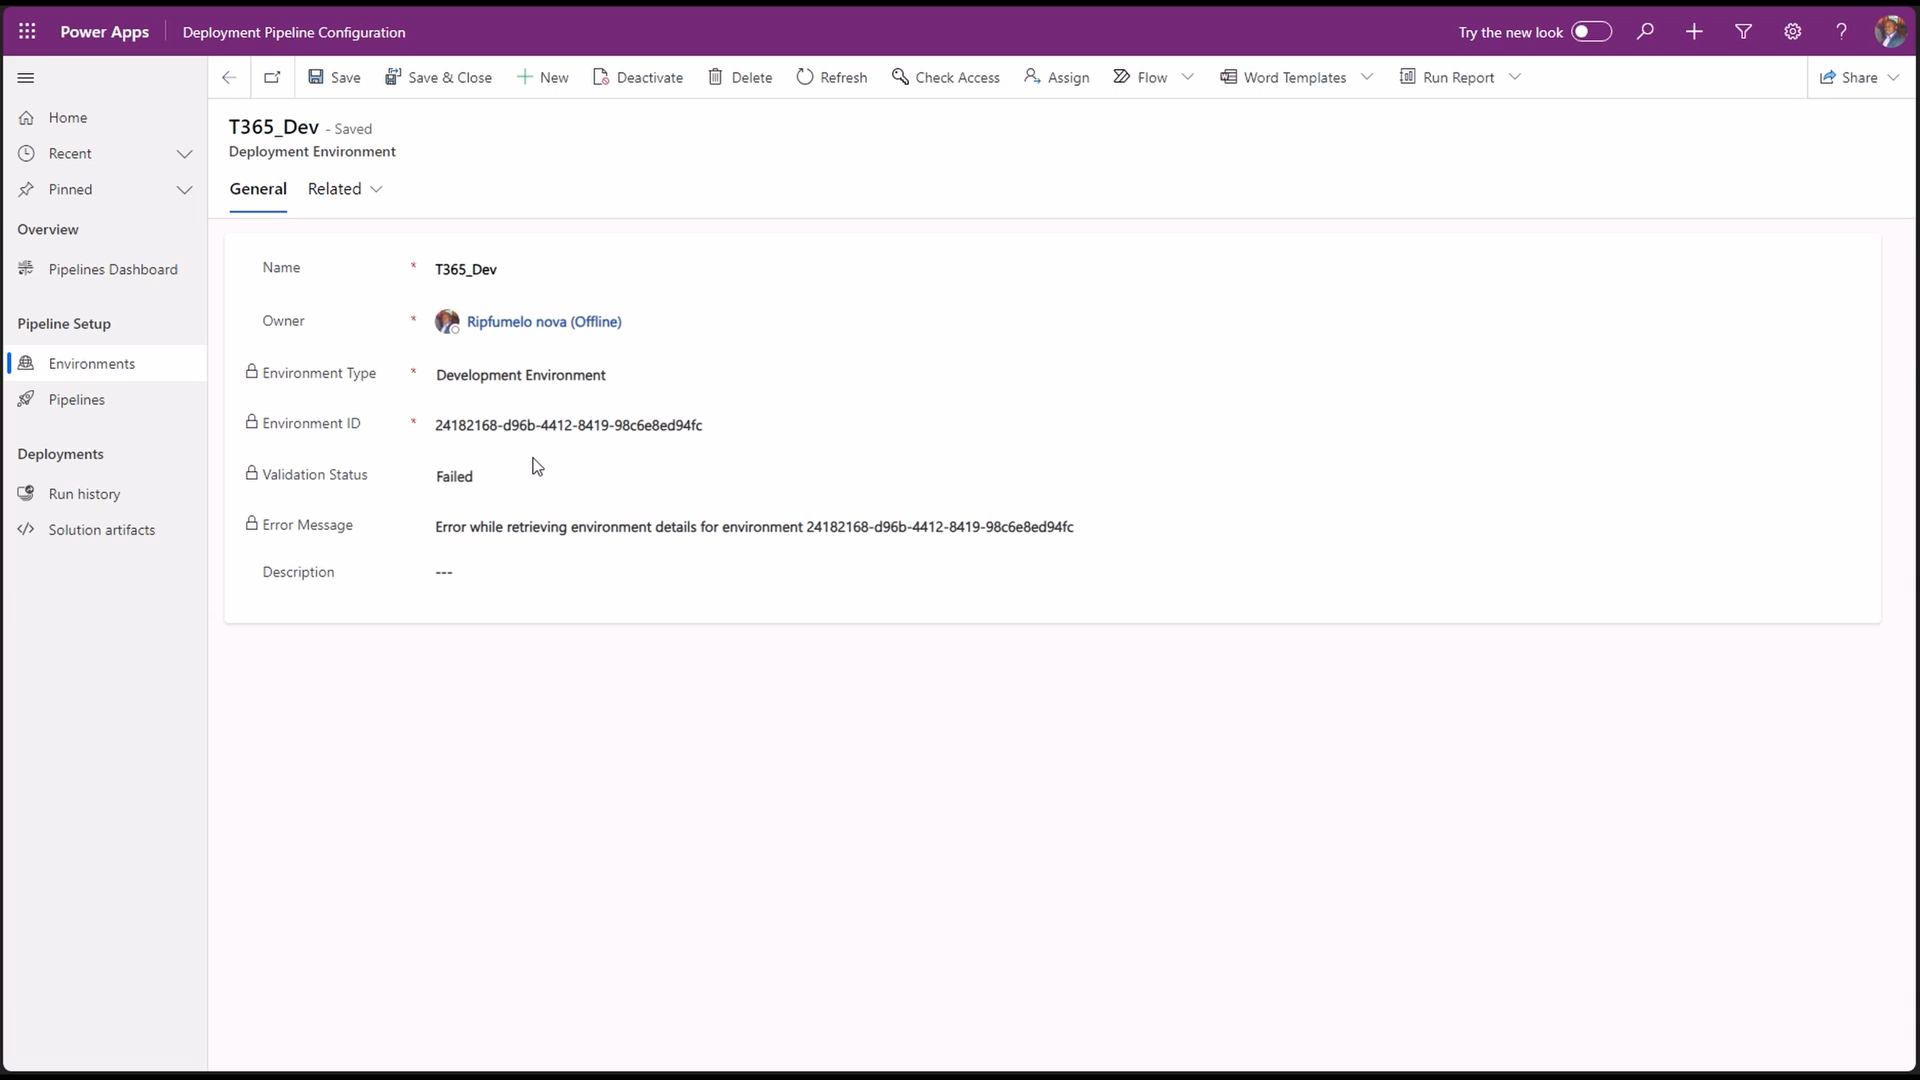 Power Apps
Deployment Pipeline Configuration
Try the new look
Save
Save & Close
New
Deactivate
Delete
Refresh
Check Access
Assign
Flow
Word Templates
Run Report
Share
Home
Recent
Pinned
Overview
Pipelines Dashboard
Pipeline Setup
Environments
Pipelines
Deployments
Run history
Solution artifacts
T365_Dev - Saved
Deployment Environment
General Related
Name * T365_Dev
Owner * Ripfumelo nova (Offline)
Environment Type * Development Environment
Environment ID * 24182168-d96b-4412-8419-98c6e8ed94fc
Validation Status Failed
Error Message Error while retrieving environment details for environment 24182168-d96b-4412-8419-98c6e8ed94fc
Description ---